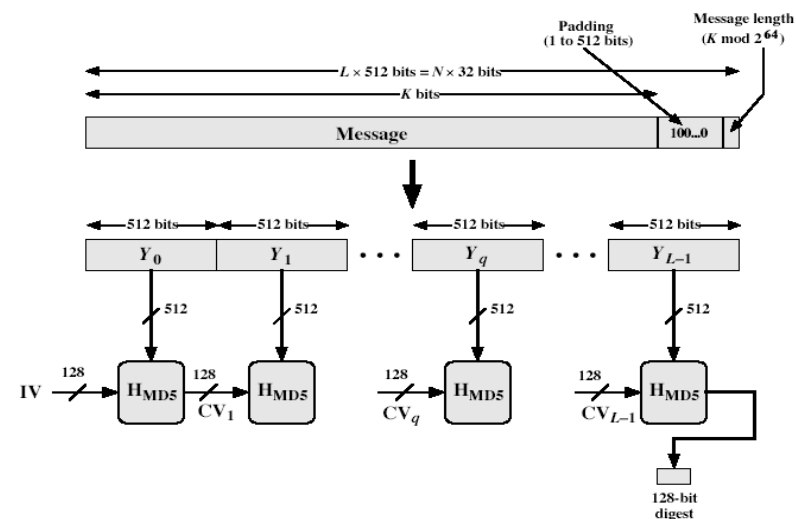 Padding
(1 to 512 bits)
Message length
(K mod 2^64)
L × 512 bits = N × 32 bits
K bits
Message
100...0
512 bits
512 bits
512 bits
512 bits
Y0
Y1
• • •
Yq
• • •
YL–1
512
512
512
512
IV
128
HMD5
128
CV1
HMD5
128
CVq
HMD5
128
CVL–1
HMD5
128-bit
digest